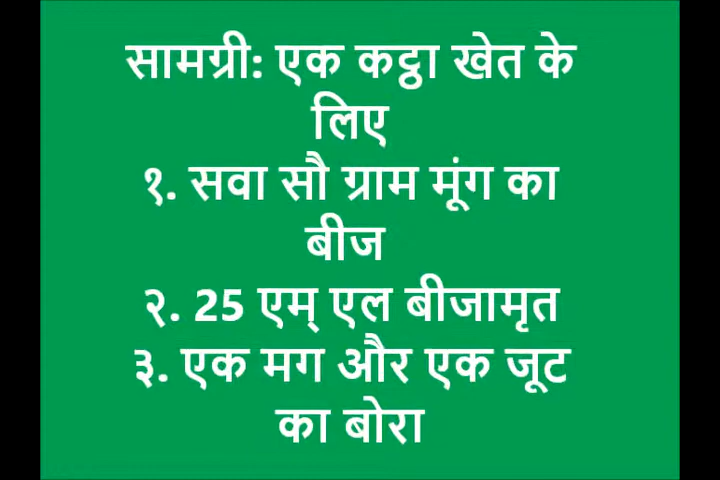 सामग्री: एक कट्ठा खेत के
लिए
१. सवा सौ ग्राम मूंग का
बीज
२. 25 एम् एल बीजामृत
३. एक मग और एक जूट
का बोरा